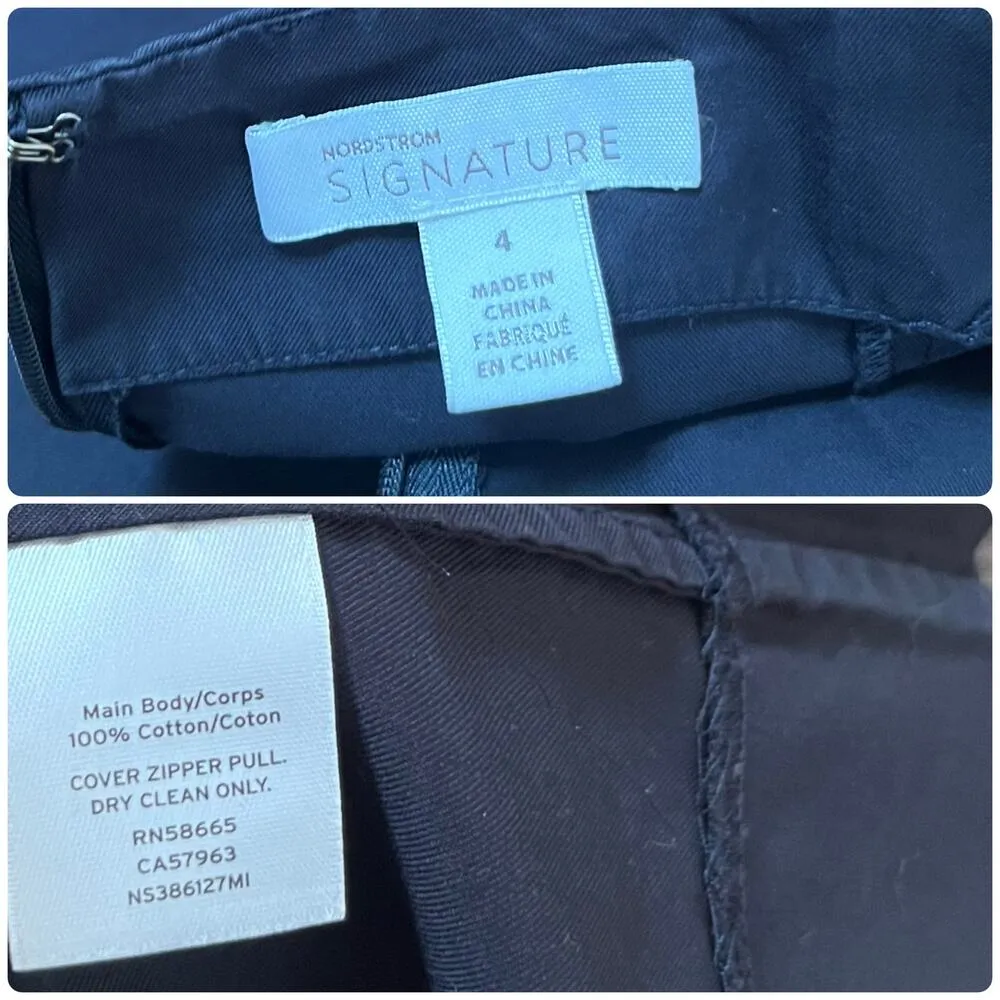 NORDSTROM
SIGNATURE
4
MADE IN
CHINA
FABRIQUÉ
EN CHINE
Main Body/Corps
100% Cotton/Coton
COVER ZIPPER PULL.
DRY CLEAN ONLY.
RN58665
CA57963
NS386127MI